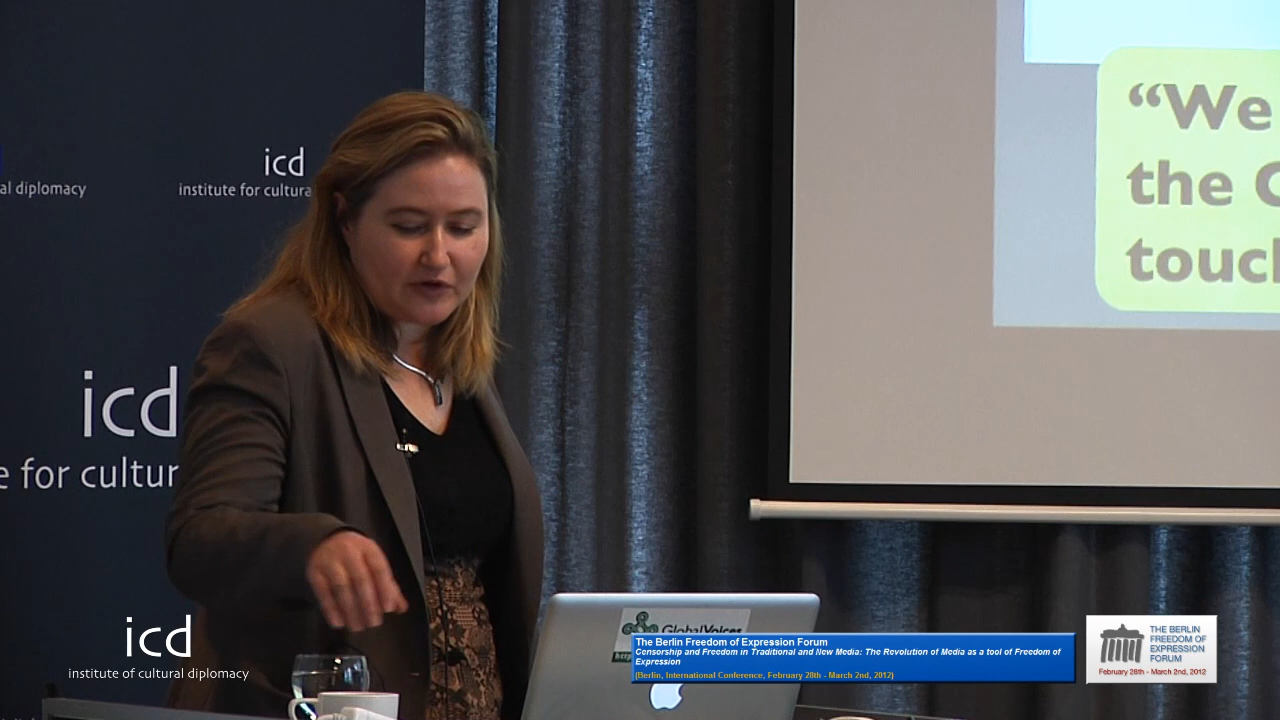 “We
the
touch
al diplomacy
icd
institute for cultura
icd
e for cultur
icd
institute of cultural diplomacy
GlobalVoices
The Berlin Freedom of Expression Forum
Censorship and Freedom in Traditional and New Media: The Revolution of Media as a tool of Freedom of
Expression
(Berlin, International Conference, February 28th - March 2nd, 2012)
THE BERLIN
FREEDOM OF
EXPRESSION
FORUM
February 28th - March 2nd, 2012